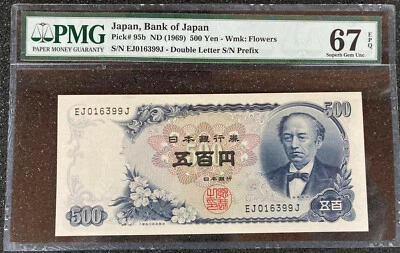 PMG
PAPER MONEY GUARANTY
Japan, Bank of Japan
Pick# 95b ND (1969) 500 Yen - Wmk: Flowers
S/N EJ016399J - Double Letter S/N Prefix
67 EPQ
Superb Gem Unc
500
EJ016399J
日本銀行券
五百円
日本銀行
500
EJ016399J
五百